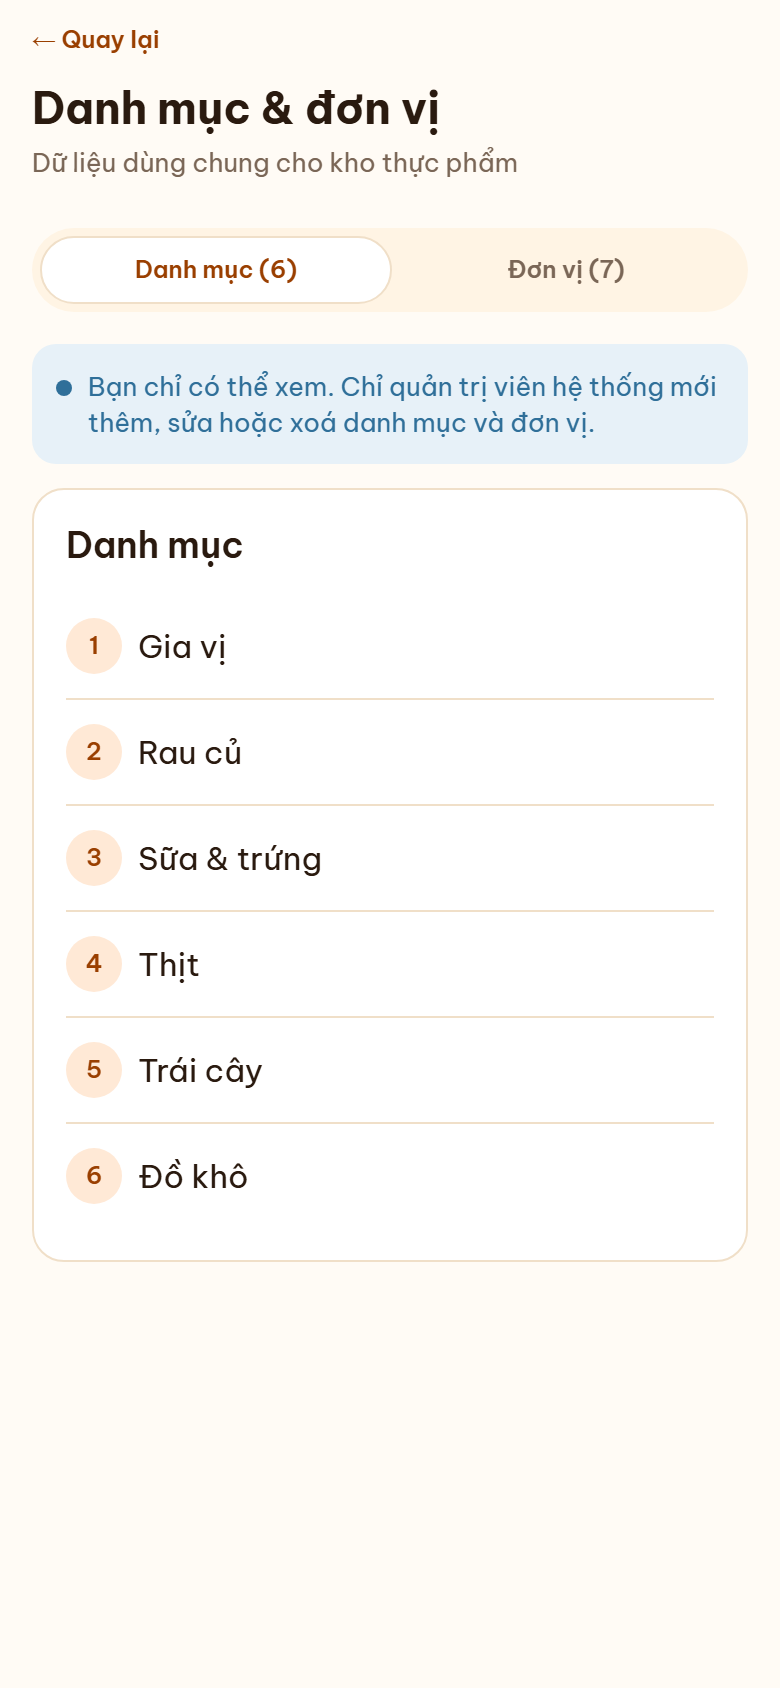 ← Quay lại
Danh mục & đơn vị
Dữ liệu dùng chung cho kho thực phẩm
Danh mục (6)
Đơn vị (7)
Bạn chỉ có thể xem. Chỉ quản trị viên hệ thống mới
thêm, sửa hoặc xoá danh mục và đơn vị.
Danh mục
1 Gia vị
2 Rau củ
3 Sữa & trứng
4 Thịt
5 Trái cây
6 Đồ khô